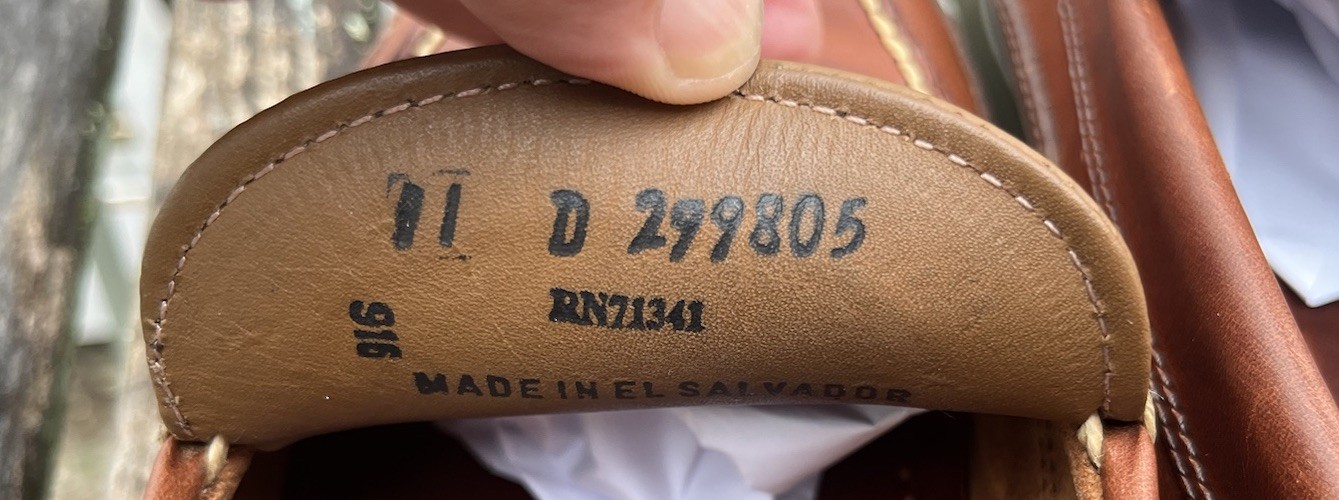 11 D 299805
RN71341
916
MADE IN EL SALVADOR